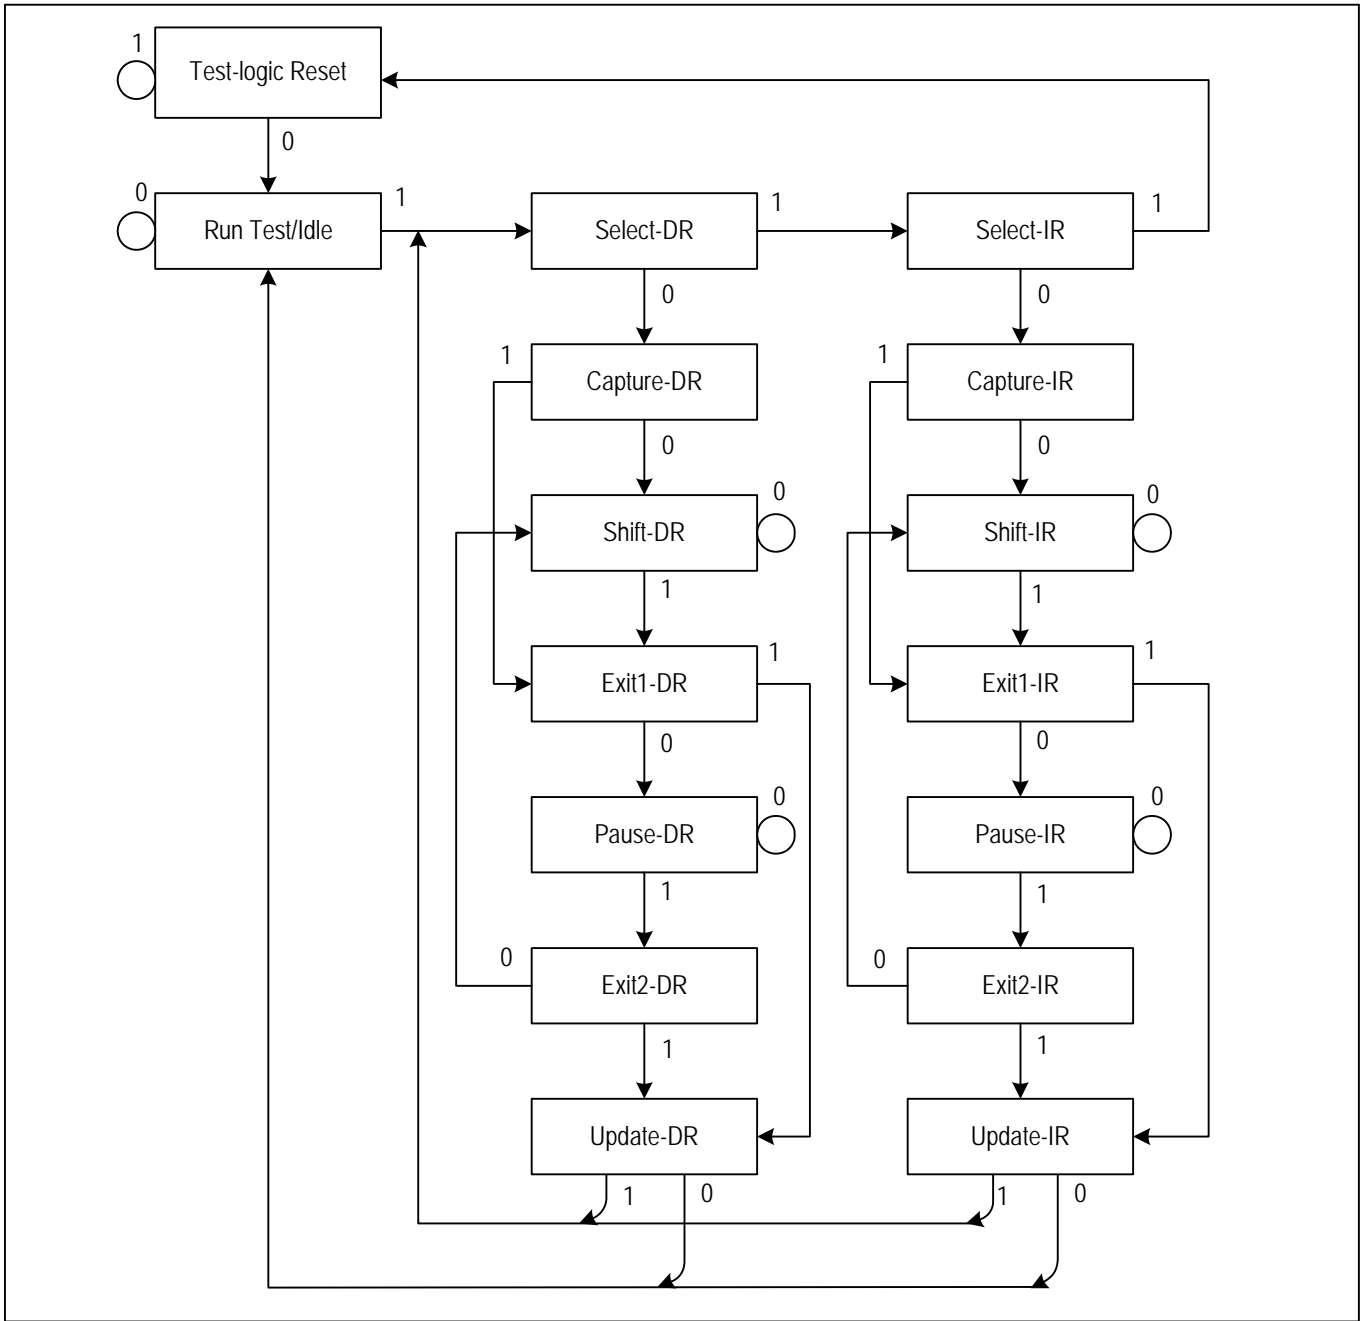 1
Test-logic Reset
0
0
Run Test/Idle
1
Select-DR
1
Select-IR
1
0
0
1
Capture-DR
1
Capture-IR
0
0
Shift-DR
0
Shift-IR
0
1
1
Exit1-DR
1
Exit1-IR
1
0
0
Pause-DR
0
Pause-IR
0
1
1
0
Exit2-DR
0
Exit2-IR
1
1
Update-DR
Update-IR
1
0
1
0